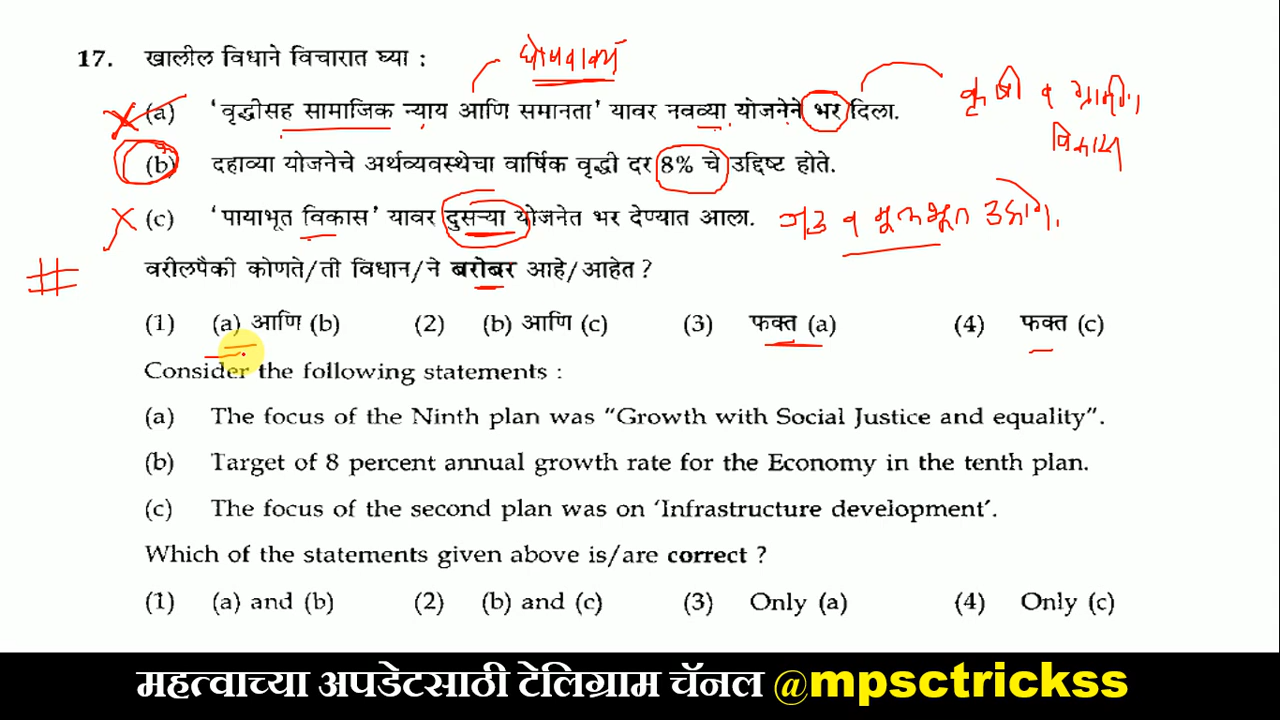 17. खालील विधाने विचारात घ्या :
घोषवाक्य
(a) 'वृद्धीसह सामाजिक न्याय आणि समानता' यावर नवव्या योजनेने भर दिला.
कृषी व ग्रामीण
विकास
(b) दहाव्या योजनेचे अर्थव्यवस्थेचा वार्षिक वृद्धी दर 8% चे उद्दिष्ट होते.
(c) 'पायाभूत विकास' यावर दुसऱ्या योजनेत भर देण्यात आला. जड व मूलभूत उद्योग.
#
वरीलपैकी कोणते/ती विधान/ने बरोबर आहे/आहेत ?
(1) (a) आणि (b) (2) (b) आणि (c) (3) फक्त (a) (4) फक्त (c)
Consider the following statements :
(a) The focus of the Ninth plan was "Growth with Social Justice and equality".
(b) Target of 8 percent annual growth rate for the Economy in the tenth plan.
(c) The focus of the second plan was on 'Infrastructure development'.
Which of the statements given above is/are correct ?
(1) (a) and (b) (2) (b) and (c) (3) Only (a) (4) Only (c)
महत्वाच्या अपडेटसाठी टेलिग्राम चॅनल @mpsctrickss